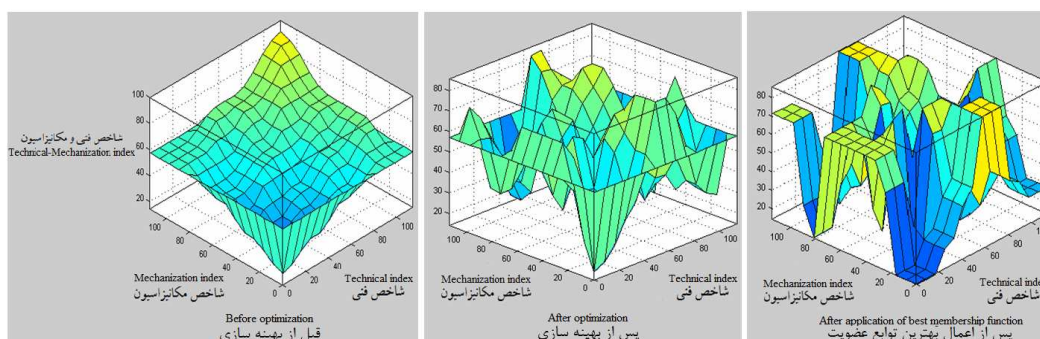 100
80
60
40
20
شاخص فنی و مکانیزاسیون
Technical-Mechanization index
100
80
60
40
20
0
0
20
40
60
80
100
Mechanization index
شاخص مکانیزاسیون
Technical index
شاخص فنی
Before optimization
قبل از بهینه سازی
80
70
60
50
40
30
20
100
80
60
40
20
0
0
20
40
60
80
100
Mechanization index
شاخص مکانیزاسیون
Technical index
شاخص فنی
After optimization
پس از بهینه سازی
80
70
60
50
40
30
20
100
80
60
40
20
0
0
20
40
60
80
100
Mechanization index
شاخص مکانیزاسیون
Technical index
شاخص فنی
After application of best membership function
پس از اعمال بهترین توابع عضویت